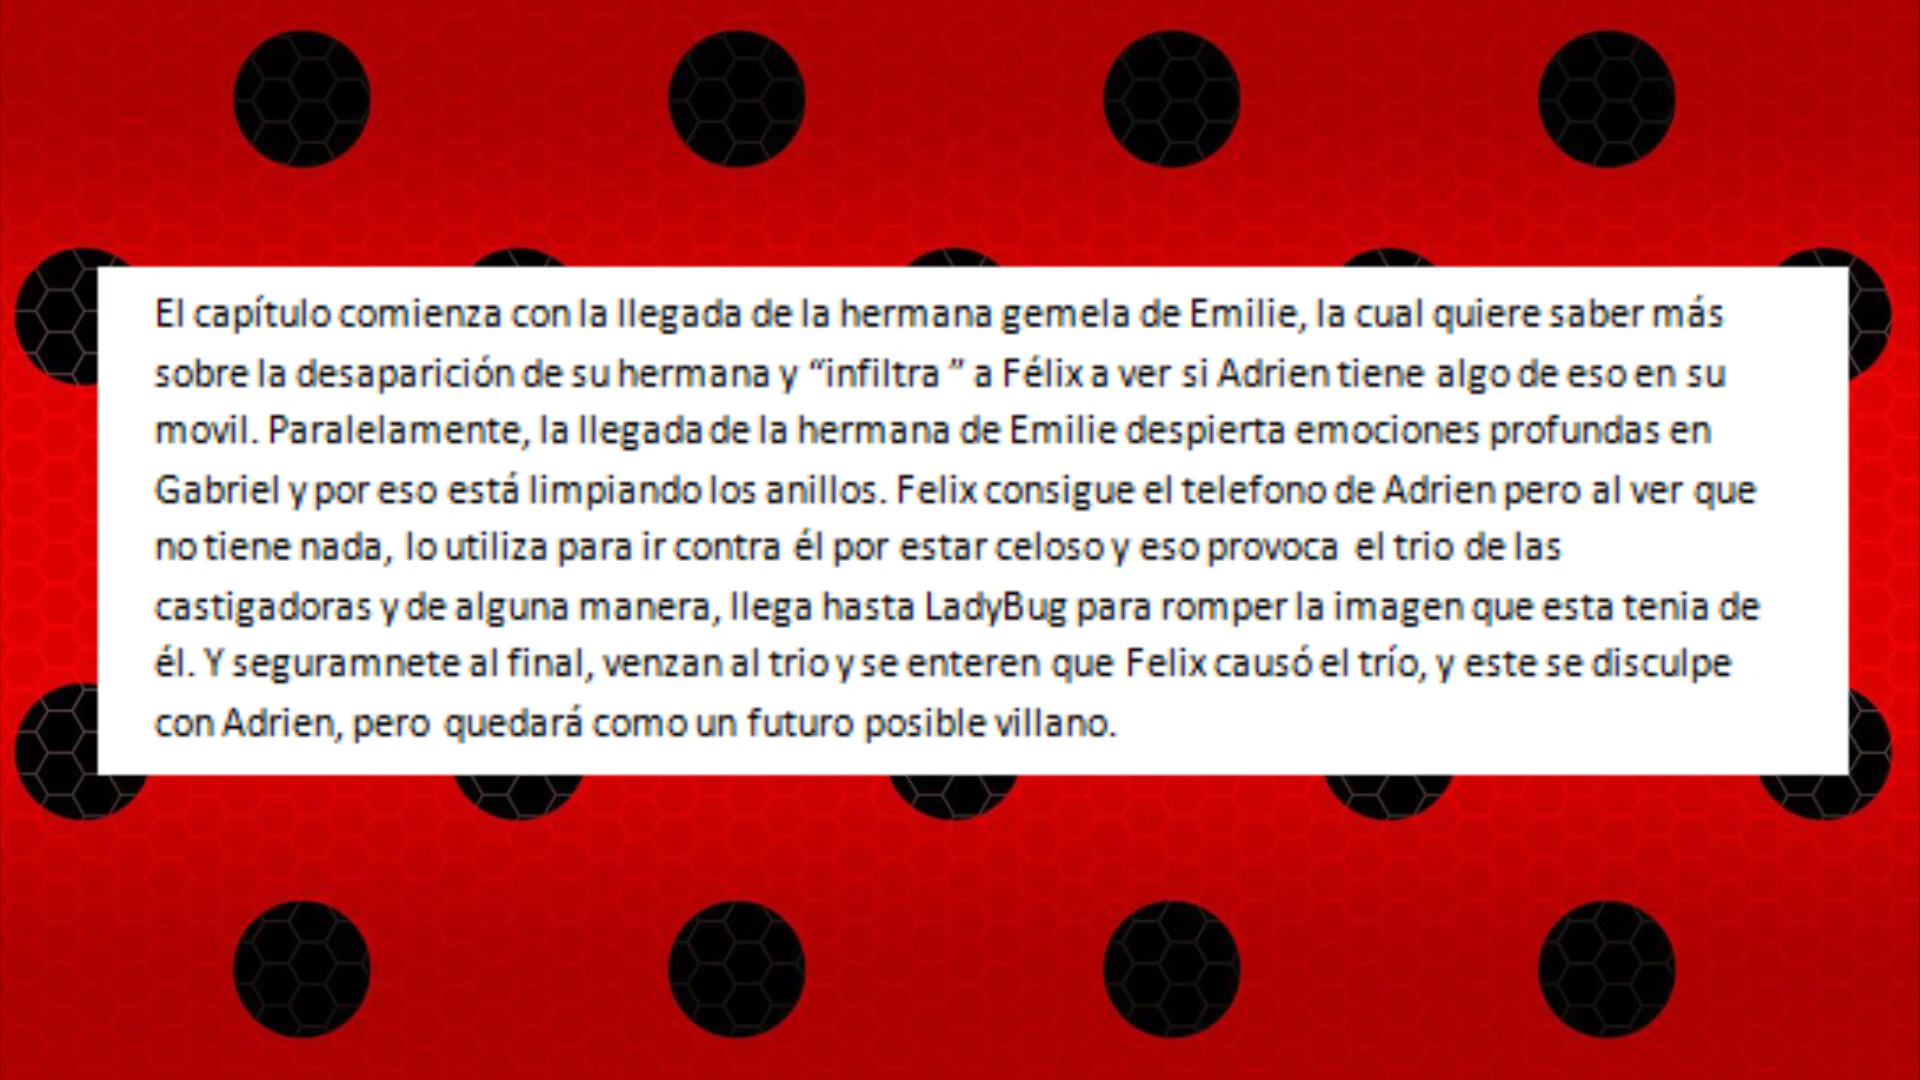 El capítulo comienza con la llegada de la hermana gemela de Emilie, la cual quiere saber más
sobre la desaparición de su hermana y “infiltra ” a Félix a ver si Adrien tiene algo de eso en su
movil. Paralelamente, la llegada de la hermana de Emilie despierta emociones profundas en
Gabriel y por eso está limpiando los anillos. Felix consigue el telefono de Adrien pero al ver que
no tiene nada, lo utiliza para ir contra él por estar celoso y eso provoca el trio de las
castigadoras y de alguna manera, llega hasta LadyBug para romper la imagen que esta tenia de
él. Y seguramnete al final, venzan al trio y se enteren que Felix causó el trío, y este se disculpe
con Adrien, pero quedará como un futuro posible villano.